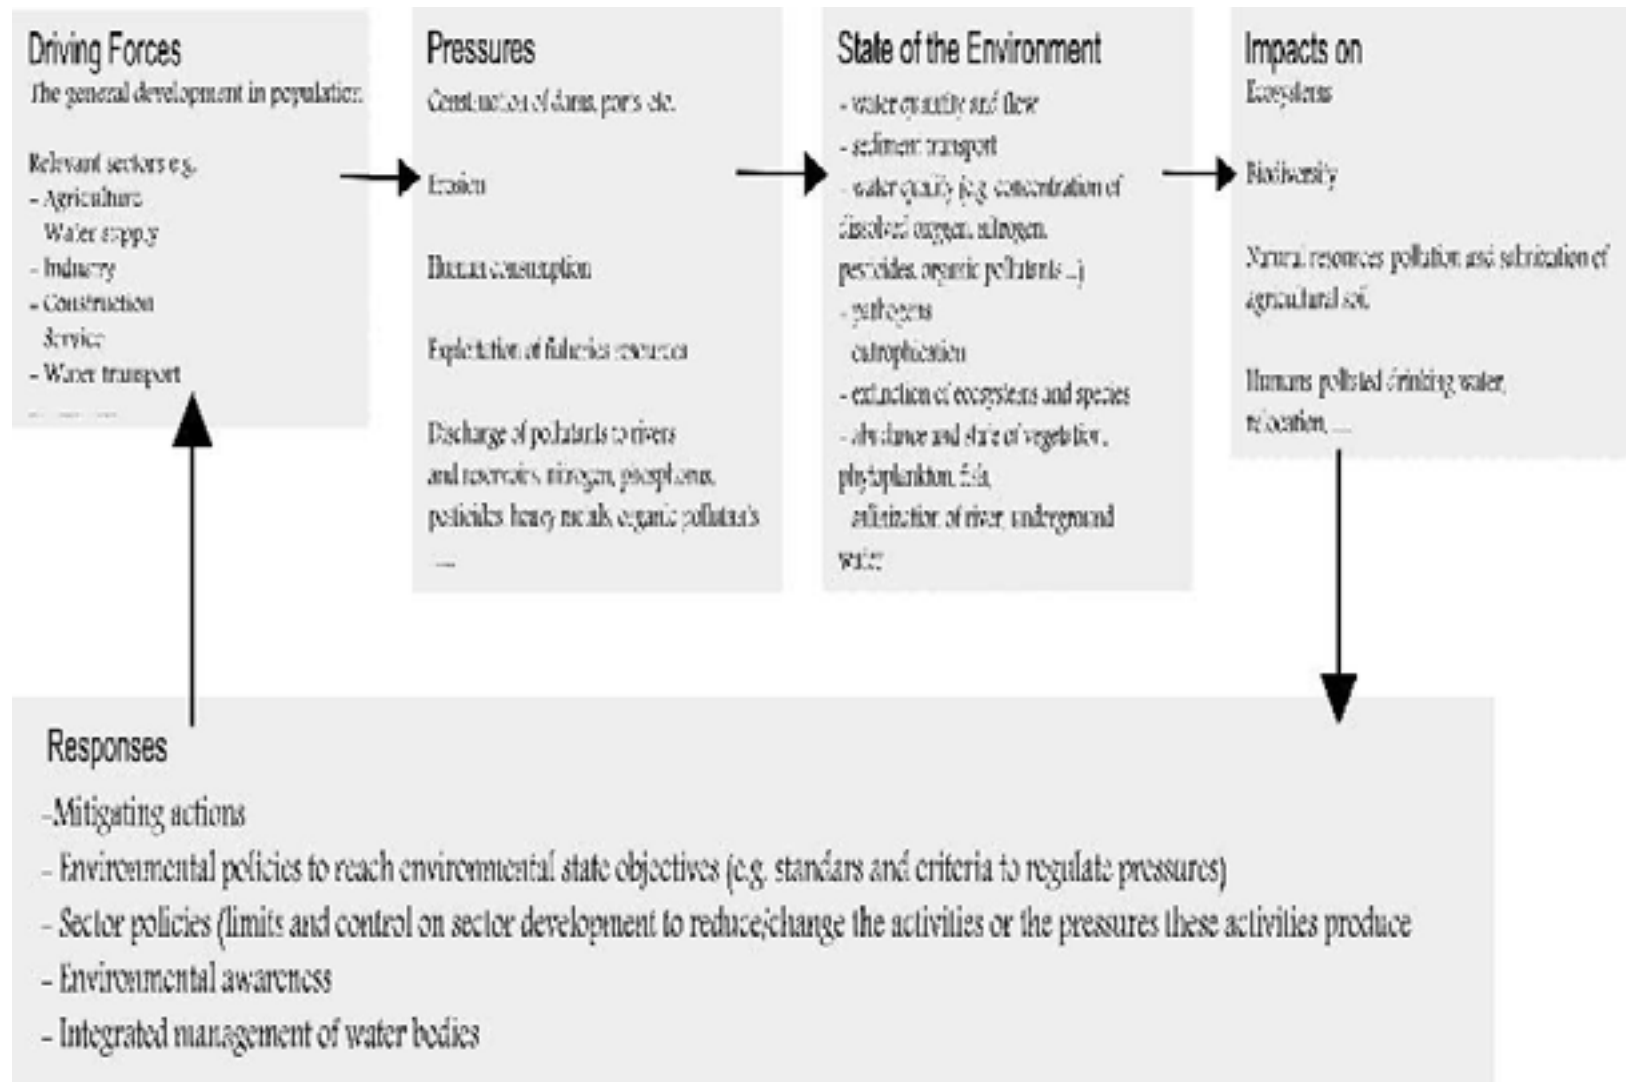 Driving Forces
The general development in population
Relevant sectors e.g.
- Agriculture
Water supply
- Industry
- Construction
Service
- Water transport
Pressures
Construction of dams, ports etc.
Erosion
Human consumption
Exploitation of fisheries resources
Discharge of pollutants to rivers
and reservoirs, nitrogen, phosphorus,
pesticides, heavy metals, organic pollutants
.....
State of the Environment
- water quantity and flow
- sediment transport
- water quality (e.g. concentration of
dissolved oxygen, nitrogen,
pesticides, organic pollutants ...)
- pathogens
eutrophication
- extinction of ecosystems and species
- abundance and state of vegetation,
phytoplankton, fish,
salinization of river, underground
water
Impacts on
Ecosystems
Biodiversity
Natural resources pollution and salinization of
agricultural soil,
Humans polluted drinking water,
relocation, ....
Responses
-Mitigating actions
- Environmental policies to reach environmental state objectives (e.g. standars and criteria to regulate pressures)
- Sector policies (limits and control on sector development to reduce/change the activities or the pressures these activities produce
- Environmental awareness
- Integrated management of water bodies